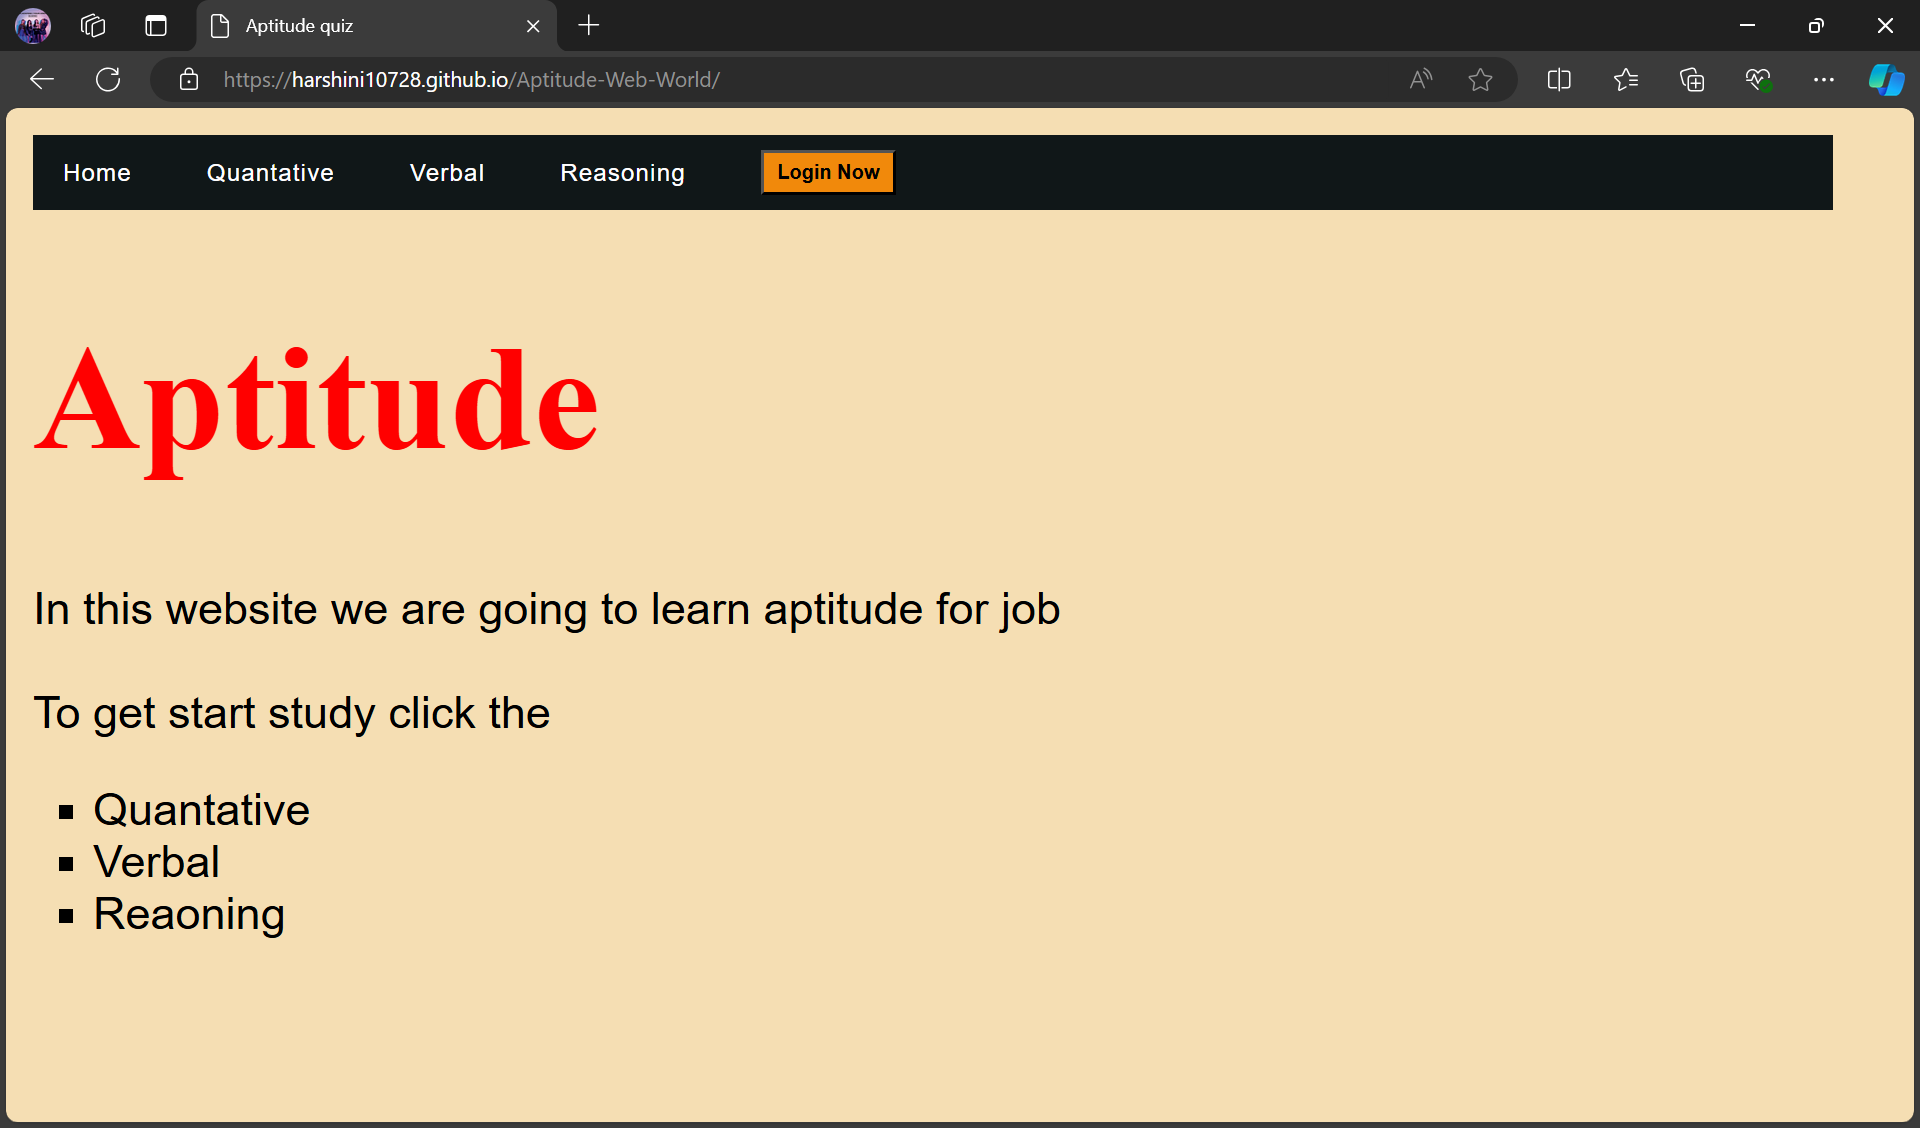 Aptitude quiz
https://harshini10728.github.io/Aptitude-Web-World/
Home Quantative Verbal Reasoning Login Now
Aptitude
In this website we are going to learn aptitude for job
To get start study click the
Quantative
Verbal
Reaoning